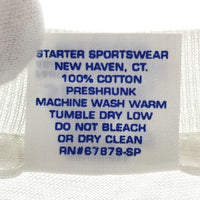 STARTER SPORTSWEAR
NEW HAVEN, CT.
100% COTTON
PRESHRUNK
MACHINE WASH WARM
TUMBLE DRY LOW
DO NOT BLEACH
OR DRY CLEAN
RN#67879-SP